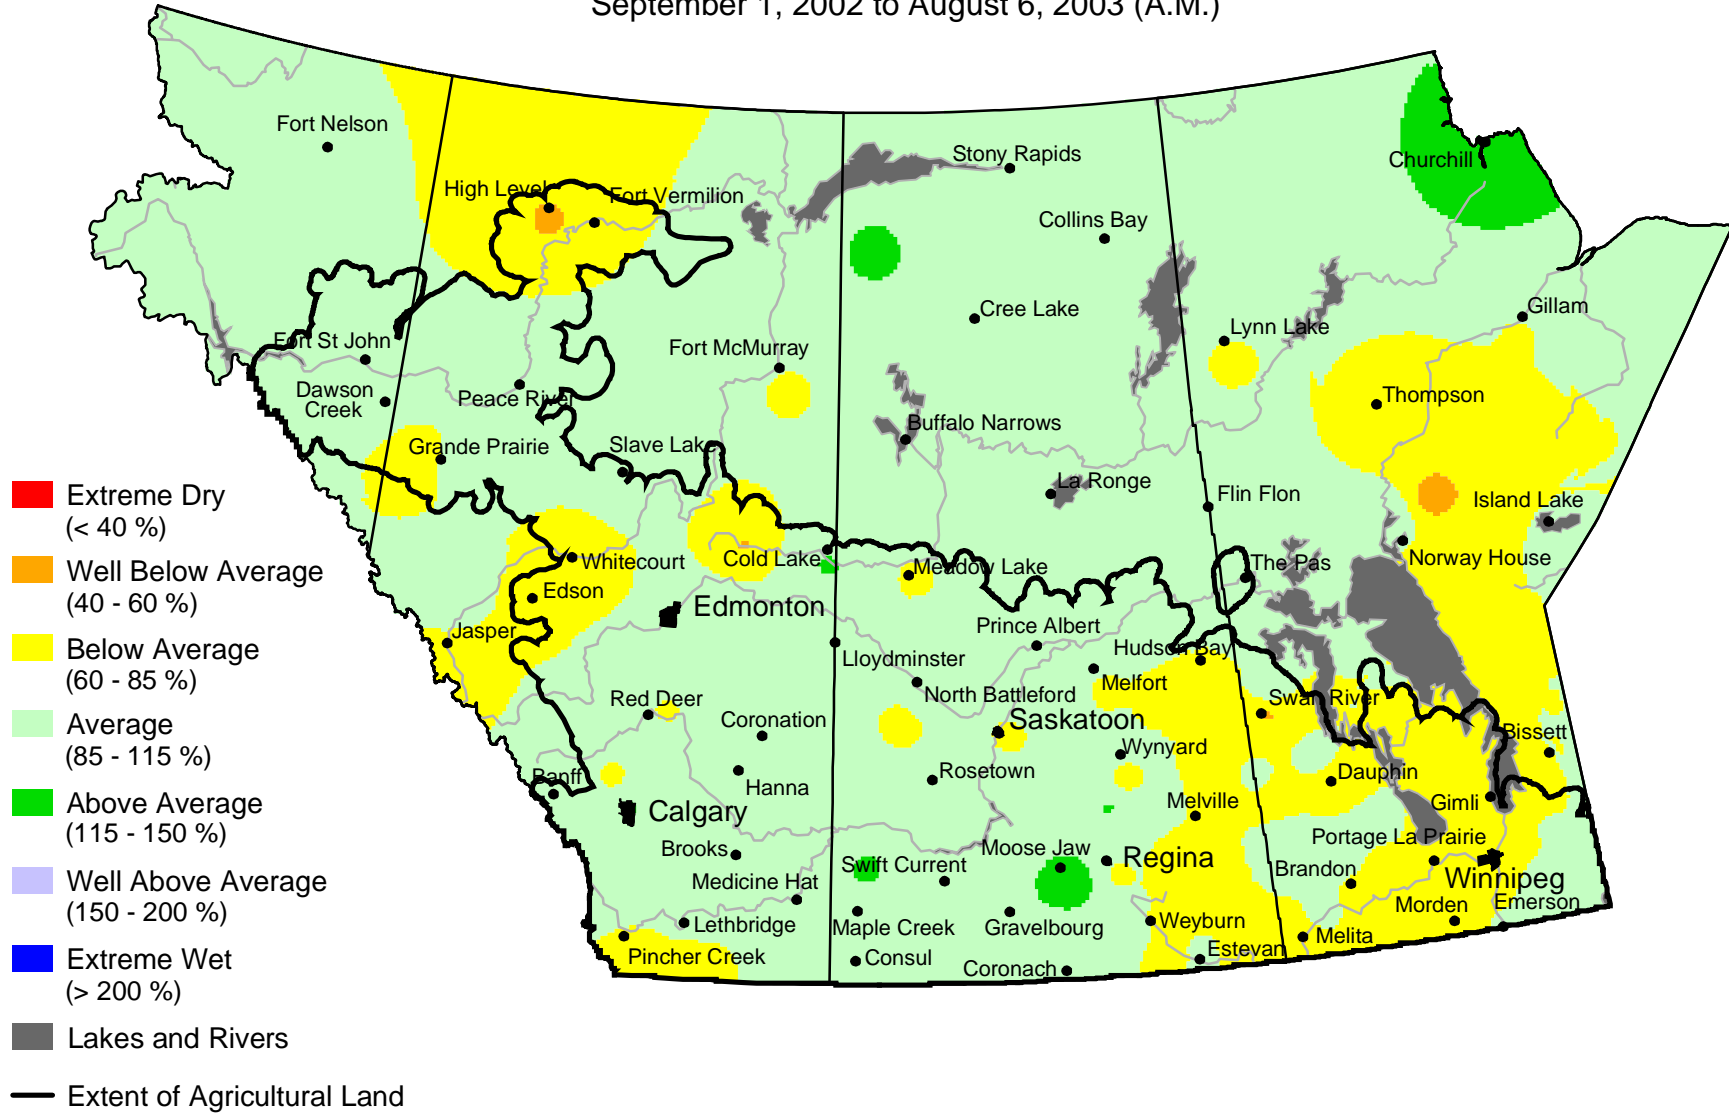 September 1, 2002 to August 6, 2003 (A.M.)
Fort Nelson
Stony Rapids
Churchill
High Level
Fort Vermilion
Collins Bay
Cree Lake
Gillam
Lynn Lake
Fort St John
Fort McMurray
Dawson
Creek
Peace River
Thompson
Buffalo Narrows
Grande Prairie
Slave Lake
La Ronge
Flin Flon
Island Lake
Whitecourt
Cold Lake
Meadow Lake
The Pas
Norway House
Edson
Edmonton
Jasper
Prince Albert
Hudson Bay
Lloydminster
Melfort
North Battleford
Swan River
Red Deer
Coronation
Saskatoon
Bissett
Wynyard
Banff
Hanna
Rosetown
Dauphin
Calgary
Melville
Gimli
Portage La Prairie
Brooks
Swift Current
Moose Jaw
Regina
Brandon
Medicine Hat
Winnipeg
Morden
Emerson
Lethbridge
Maple Creek
Gravelbourg
Weyburn
Melita
Pincher Creek
Consul
Coronach
Estevan
Extreme Dry
(< 40 %)
Well Below Average
(40 - 60 %)
Below Average
(60 - 85 %)
Average
(85 - 115 %)
Above Average
(115 - 150 %)
Well Above Average
(150 - 200 %)
Extreme Wet
(> 200 %)
Lakes and Rivers
Extent of Agricultural Land